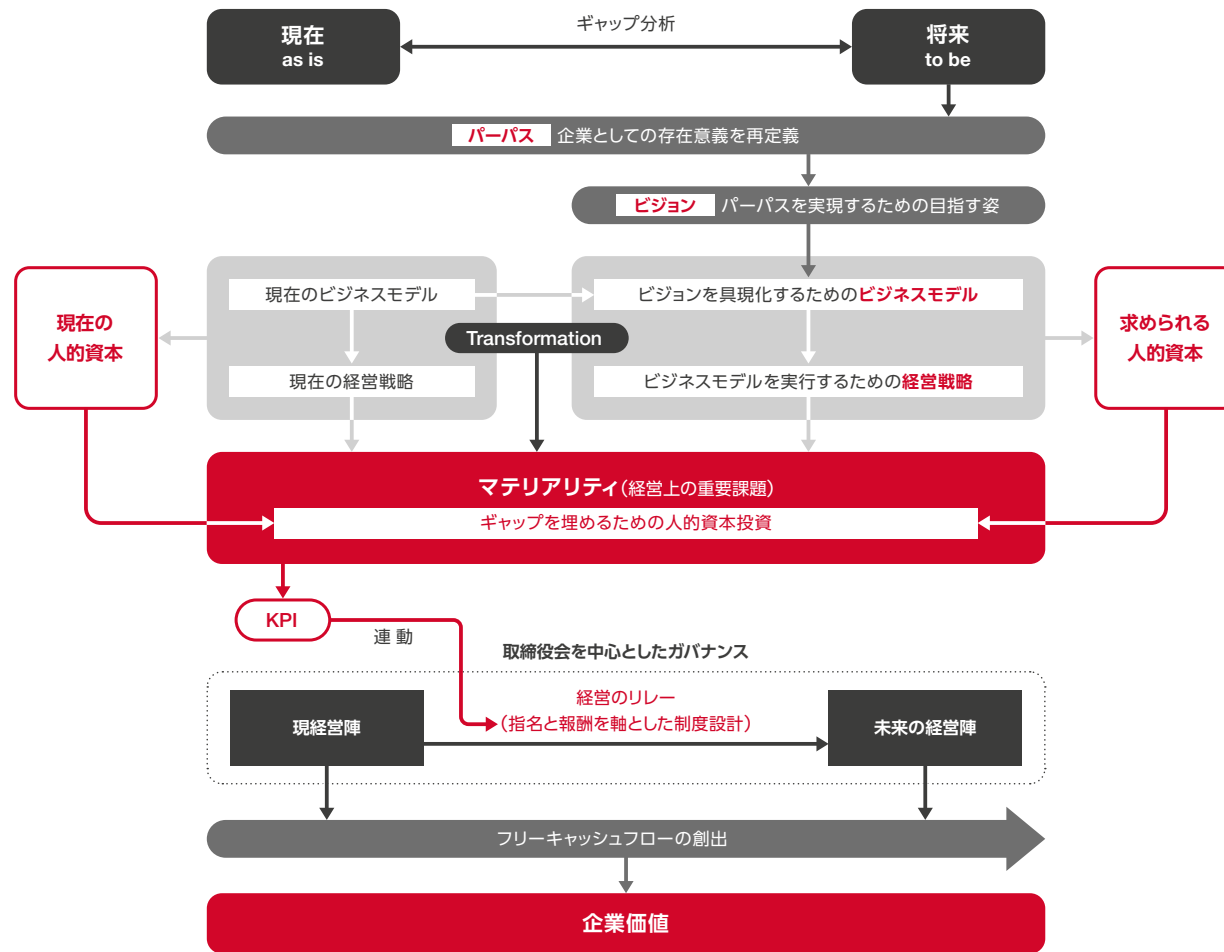 現在
as is
ギャップ分析
将来
to be
パーパス 企業としての存在意義を再定義
ビジョン パーパスを実現するための目指す姿
現在の
人的資本
現在のビジネスモデル
ビジョンを具現化するためのビジネスモデル
Transformation
現在の経営戦略
ビジネスモデルを実行するための経営戦略
求められる
人的資本
マテリアリティ(経営上の重要課題)
ギャップを埋めるための人的資本投資
KPI
連動
取締役会を中心としたガバナンス
現経営陣
経営のリレー
(指名と報酬を軸とした制度設計)
未来の経営陣
フリーキャッシュフローの創出
企業価値